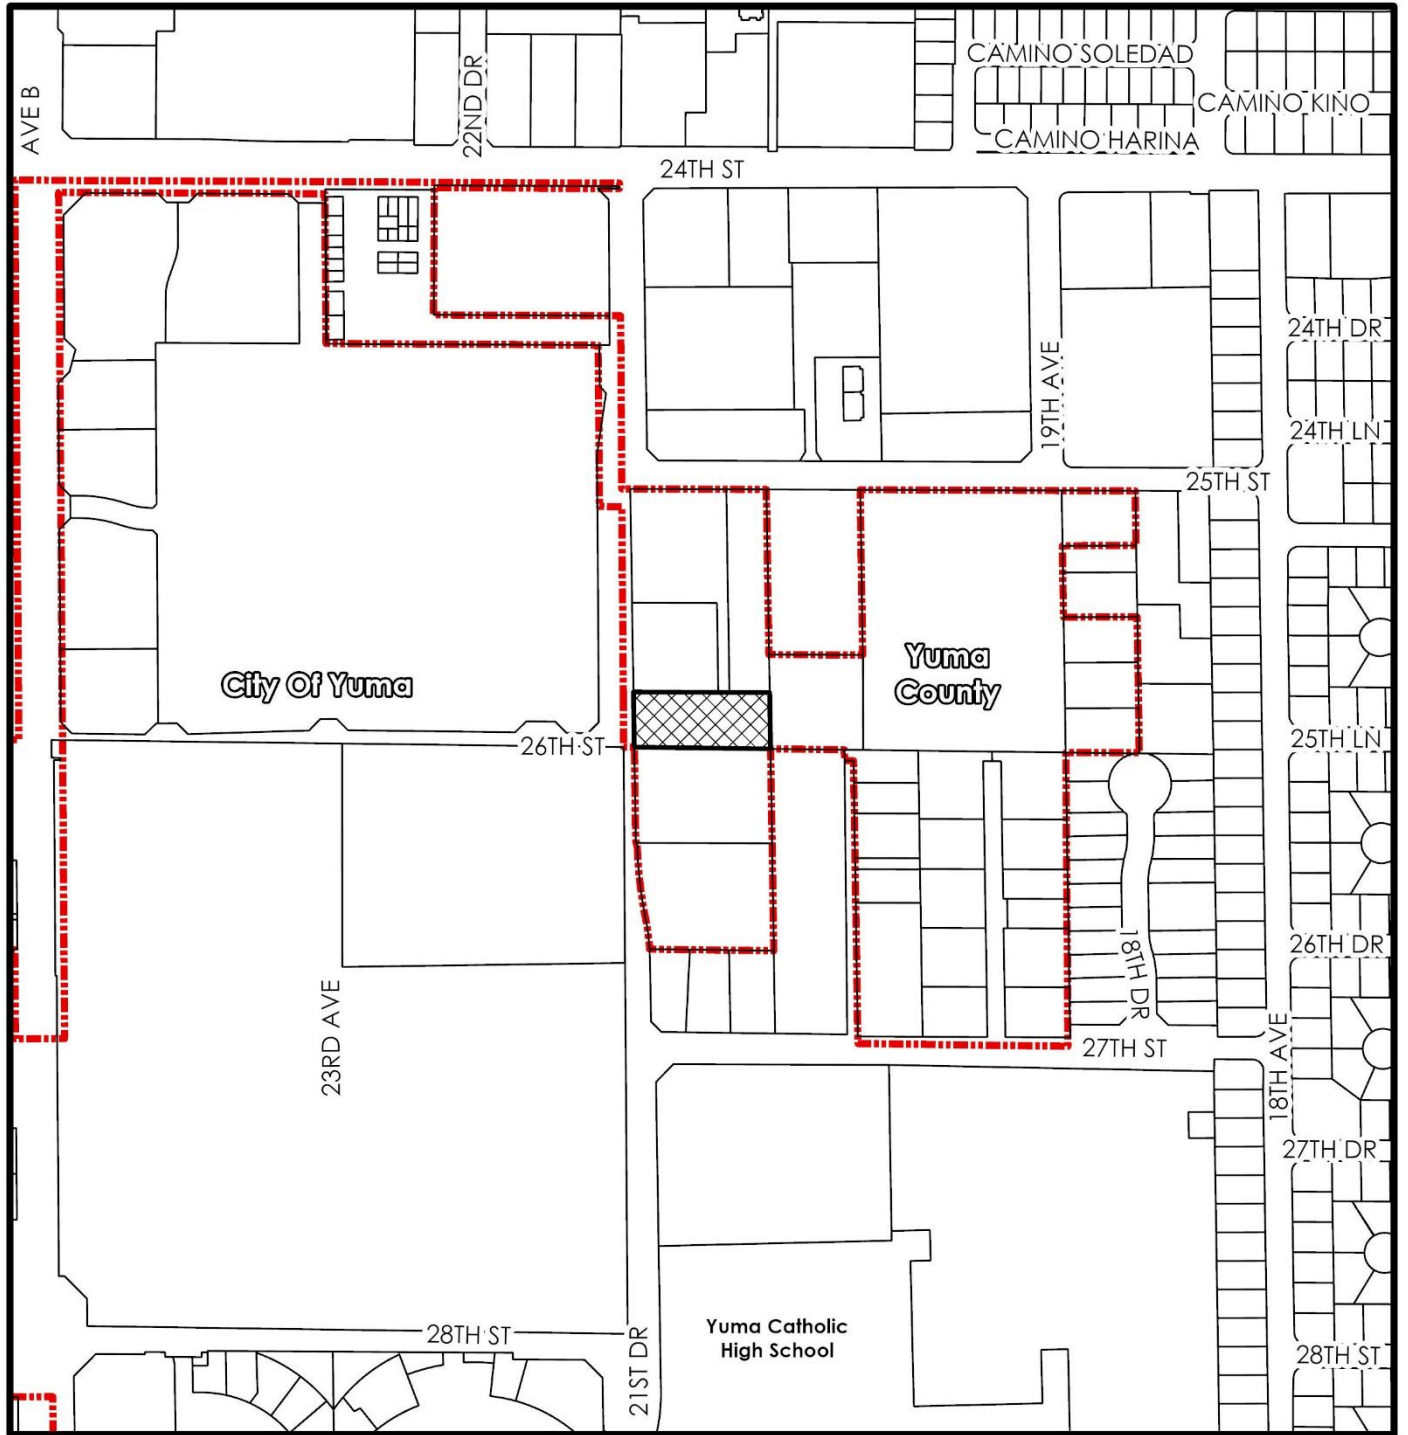 CAMINO SOLEDAD
AVE B
22ND DR
CAMINO KINO
CAMINO HARINA
24TH ST
24TH DR
19TH AVE
24TH LN
25TH ST
City Of Yuma
Yuma
County
26TH ST
25TH LN
18TH DR
26TH DR
23RD AVE
27TH ST
18TH AVE
27TH DR
Yuma Catholic
High School
28TH ST
21ST DR
28TH ST